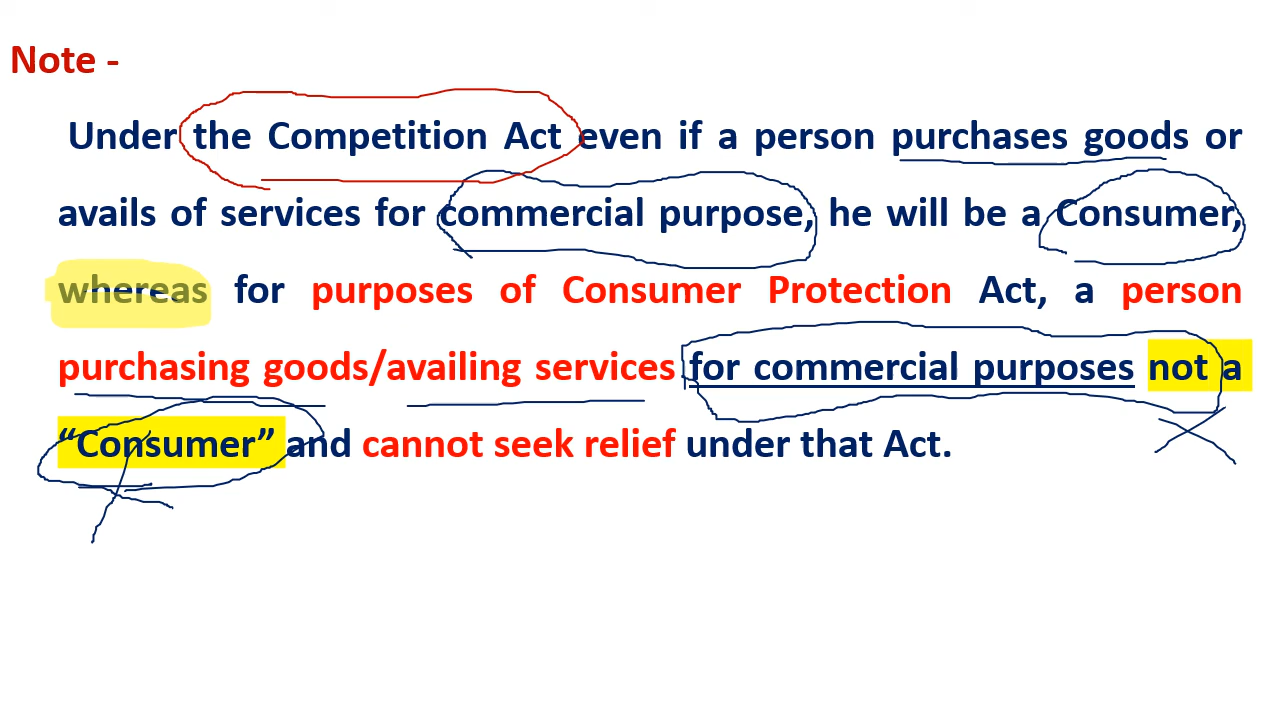 Note -
Under the Competition Act even if a person purchases goods or
avails of services for commercial purpose, he will be a Consumer,
whereas for purposes of Consumer Protection Act, a person
purchasing goods/availing services for commercial purposes not a
“Consumer” and cannot seek relief under that Act.